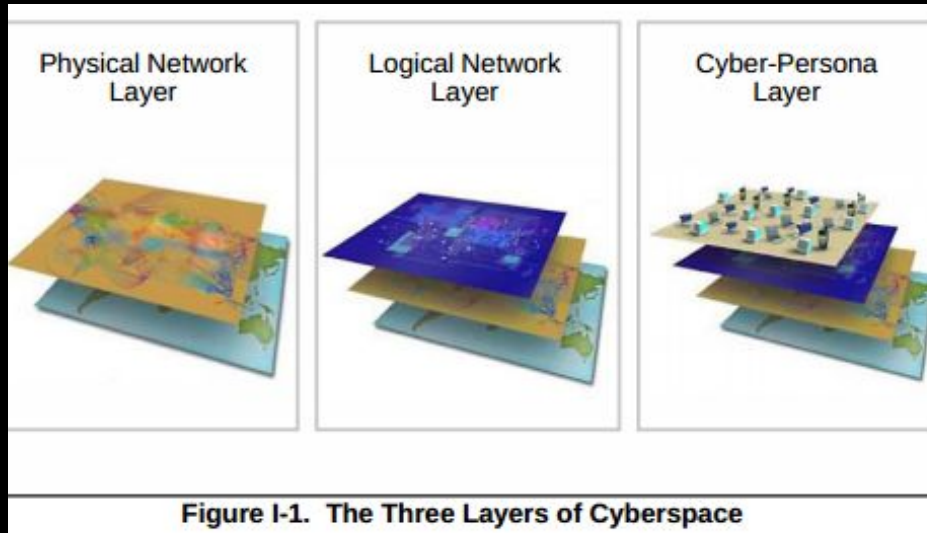 Physical Network
Layer
Logical Network
Layer
Cyber-Persona
Layer
Figure I-1. The Three Layers of Cyberspace